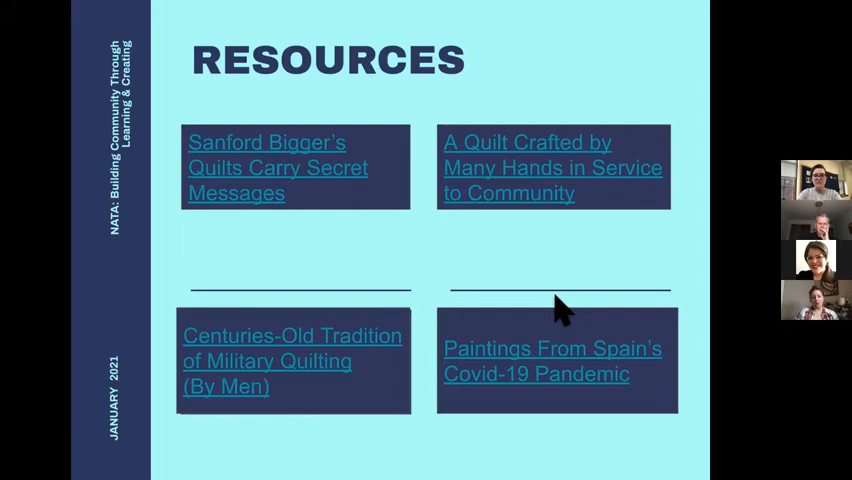 NATA: Building Community Through
Learning & Creating
JANUARY 2021
RESOURCES
Sanford Bigger's
Quilts Carry Secret
Messages
A Quilt Crafted by
Many Hands in Service
to Community
Centuries-Old Tradition
of Military Quilting
(By Men)
Paintings From Spain's
Covid-19 Pandemic